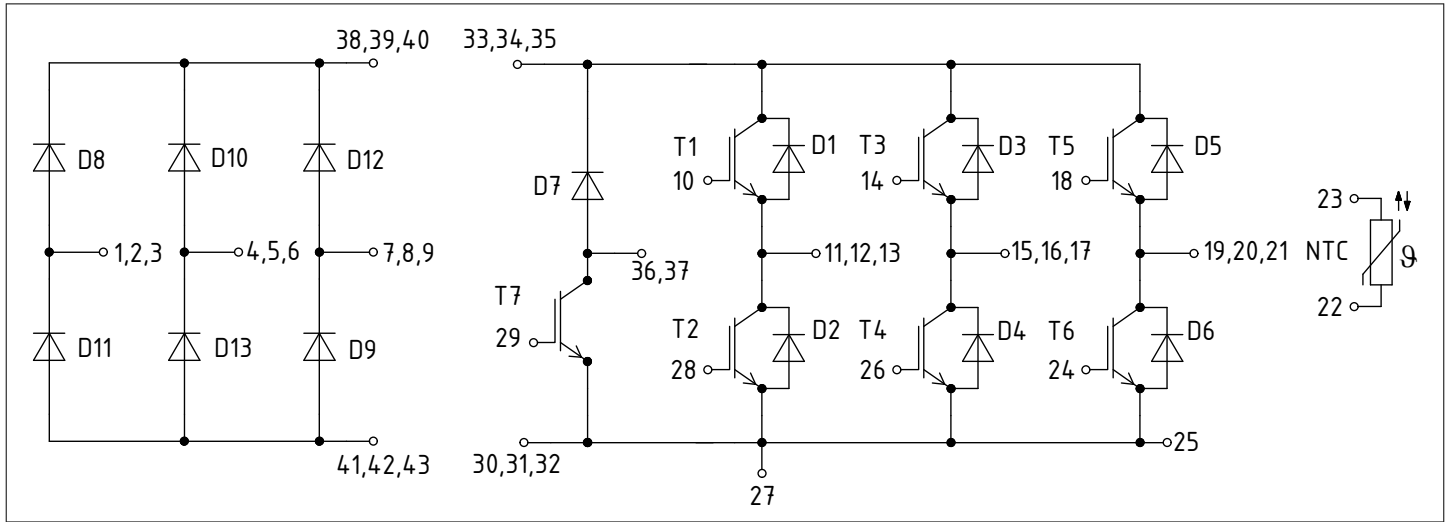 38,39,40
33,34,35
D8
D10
D12
D7
T1
10
D1
T3
14
D3
T5
18
D5
23
1,2,3
4,5,6
7,8,9
36,37
11,12,13
15,16,17
19,20,21
NTC
ϑ
22
D11
D13
D9
T7
29
T2
28
D2
T4
26
D4
T6
24
D6
41,42,43
30,31,32
27
25